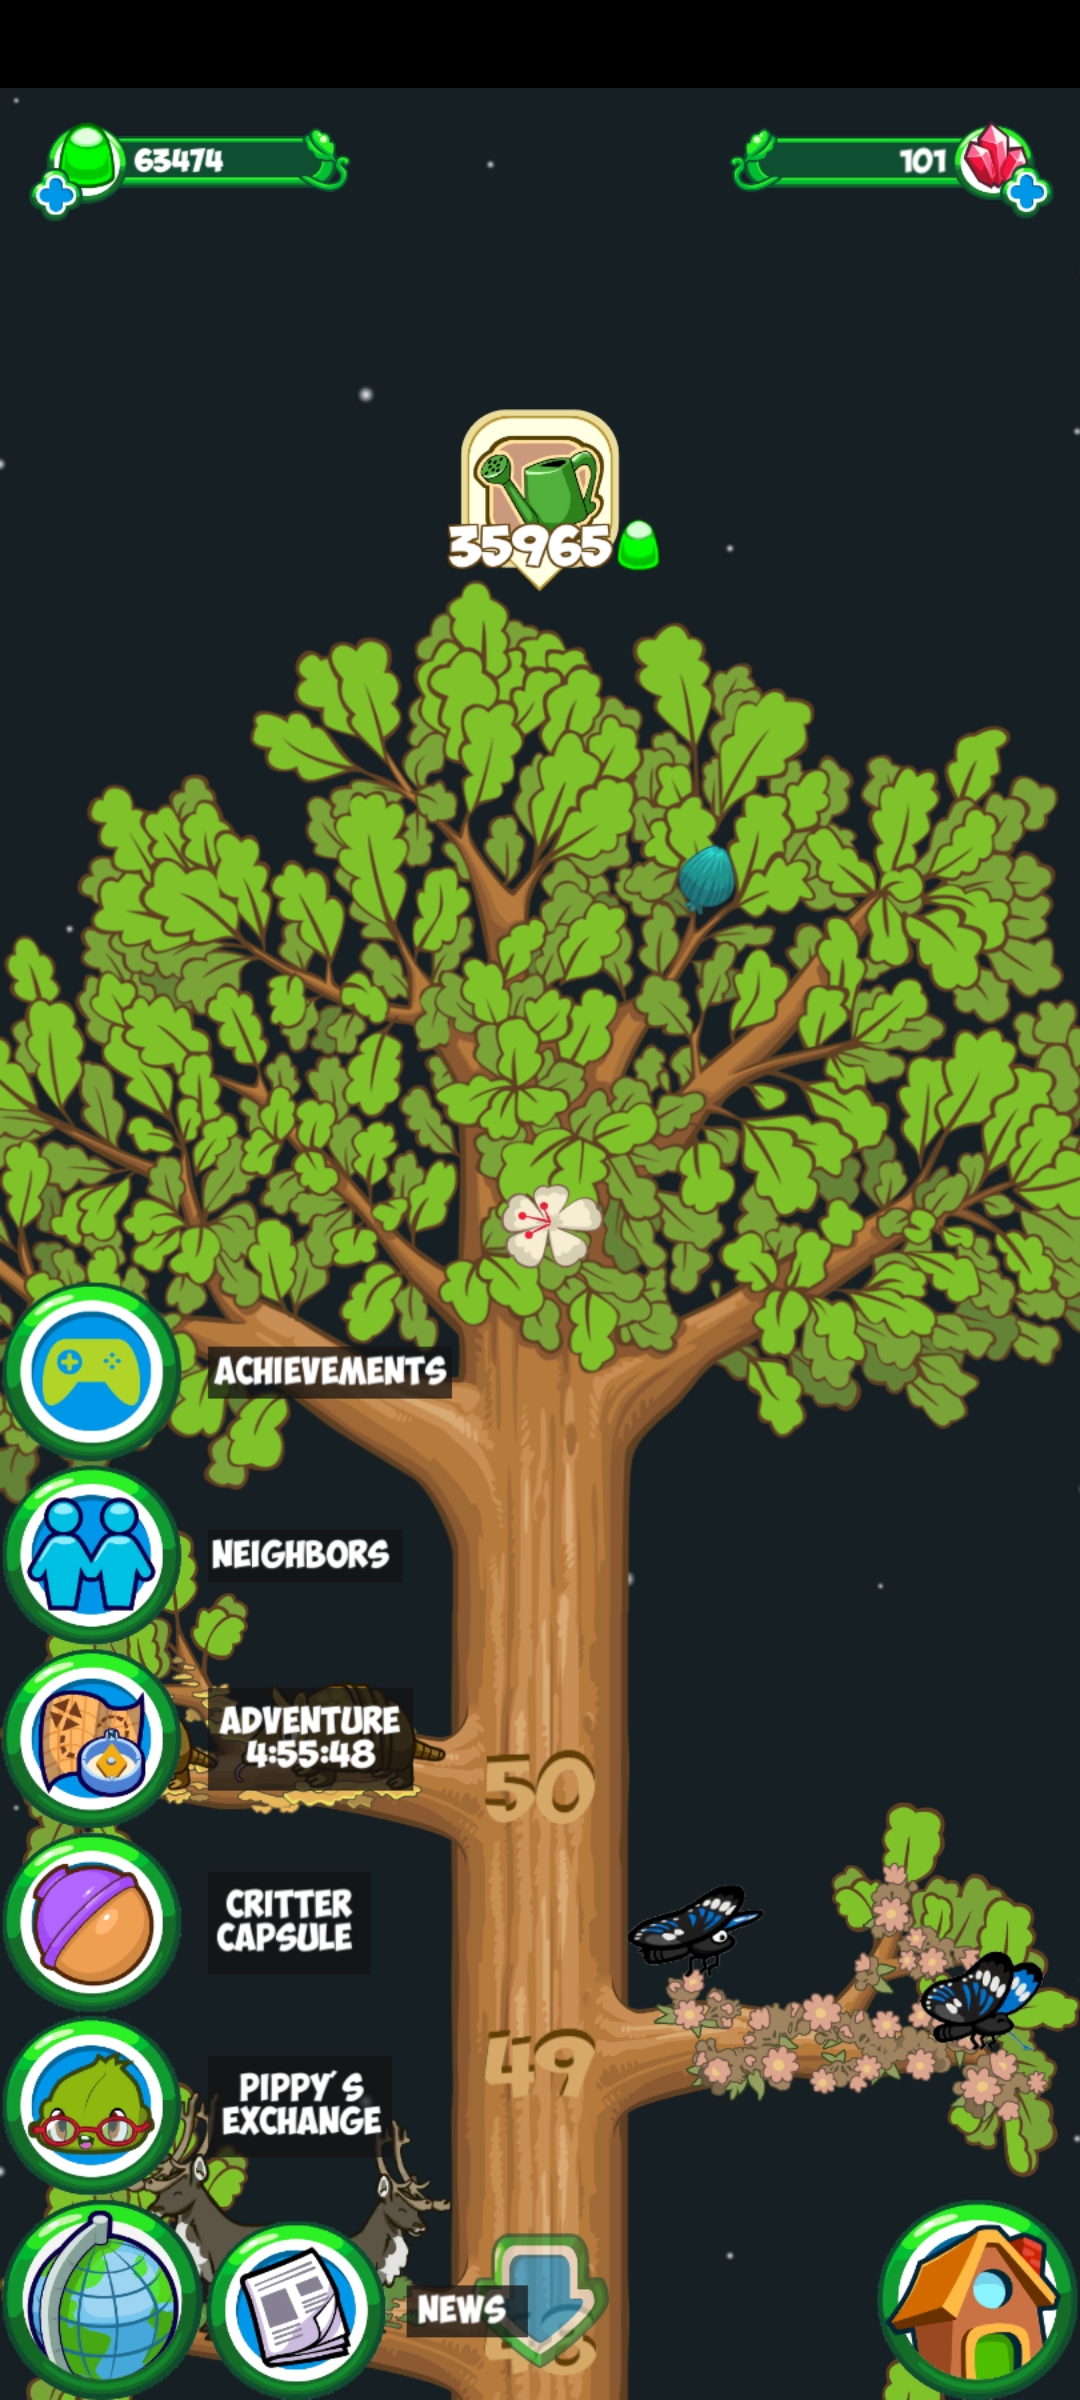 63474
101
35965
ACHIEVEMENTS
NEIGHBORS
ADVENTURE
4:55:48
50
CRITTER
CAPSULE
49
PIPPY'S
EXCHANGE
NEWS